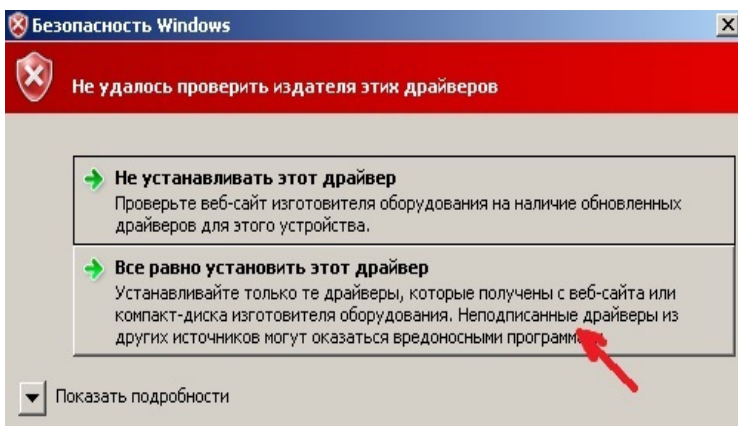 Безопасность Windows
Не удалось проверить издателя этих драйверов
Не устанавливать этот драйвер
Проверьте веб-сайт изготовителя оборудования на наличие обновленных
драйверов для этого устройства.
Все равно установить этот драйвер
Устанавливайте только те драйверы, которые получены с веб-сайта или
компакт-диска изготовителя оборудования. Неподписанные драйверы из
других источников могут оказаться вредоносными
Показать подробности